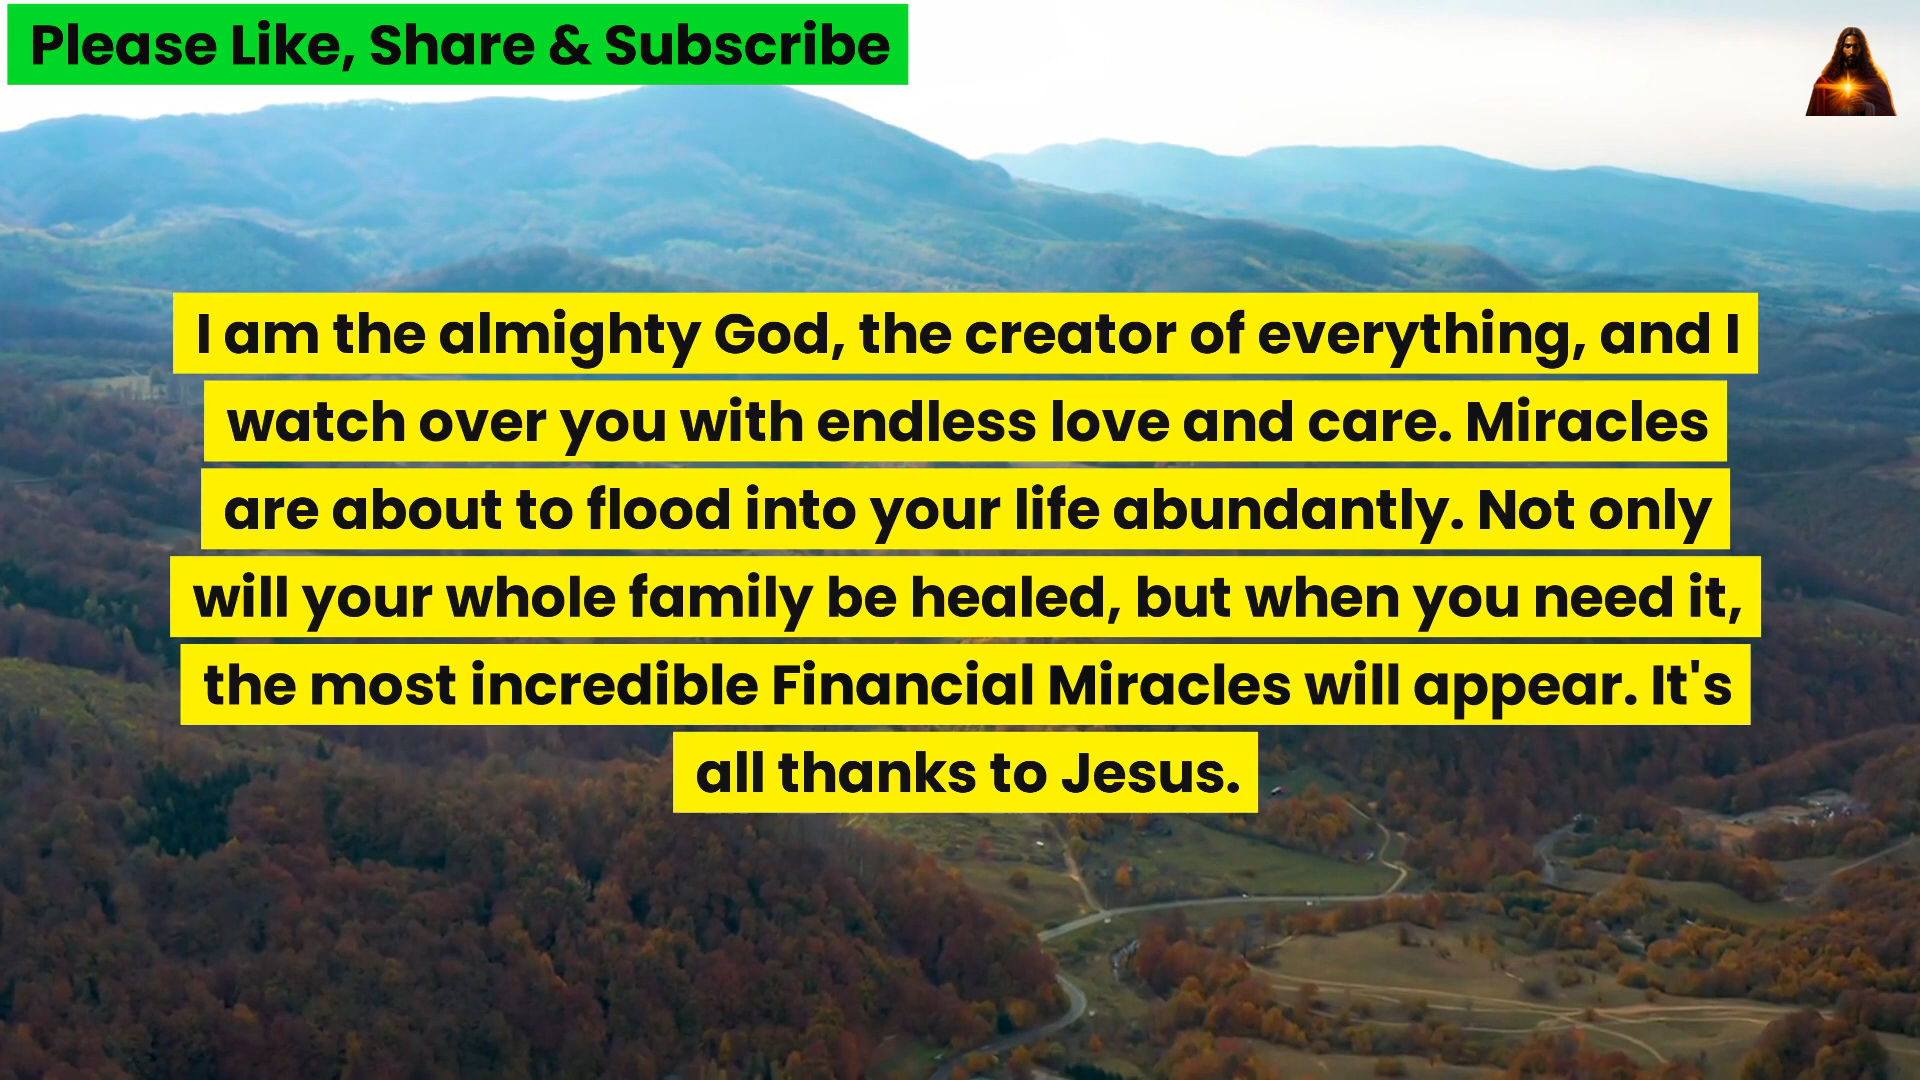 Please Like, Share & Subscribe
I am the almighty God, the creator of everything, and I
watch over you with endless love and care. Miracles
are about to flood into your life abundantly. Not only
will your whole family be healed, but when you need it,
the most incredible Financial Miracles will appear. It's
all thanks to Jesus.